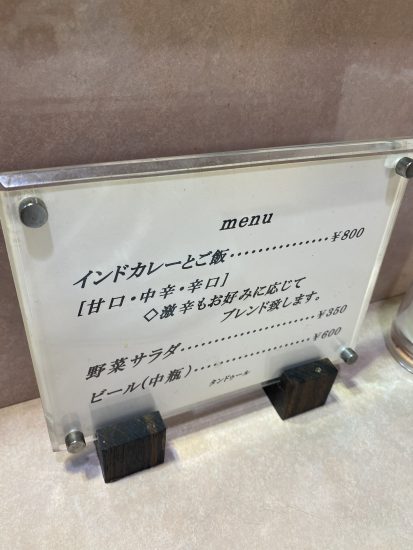 menu
インドカレーとご飯················¥800
[甘口・中辛・辛口]
◇激辛もお好みに応じて
ブレンド致します。
野菜サラダ······················¥350
ビール(中瓶)····················¥600
タンドゥール